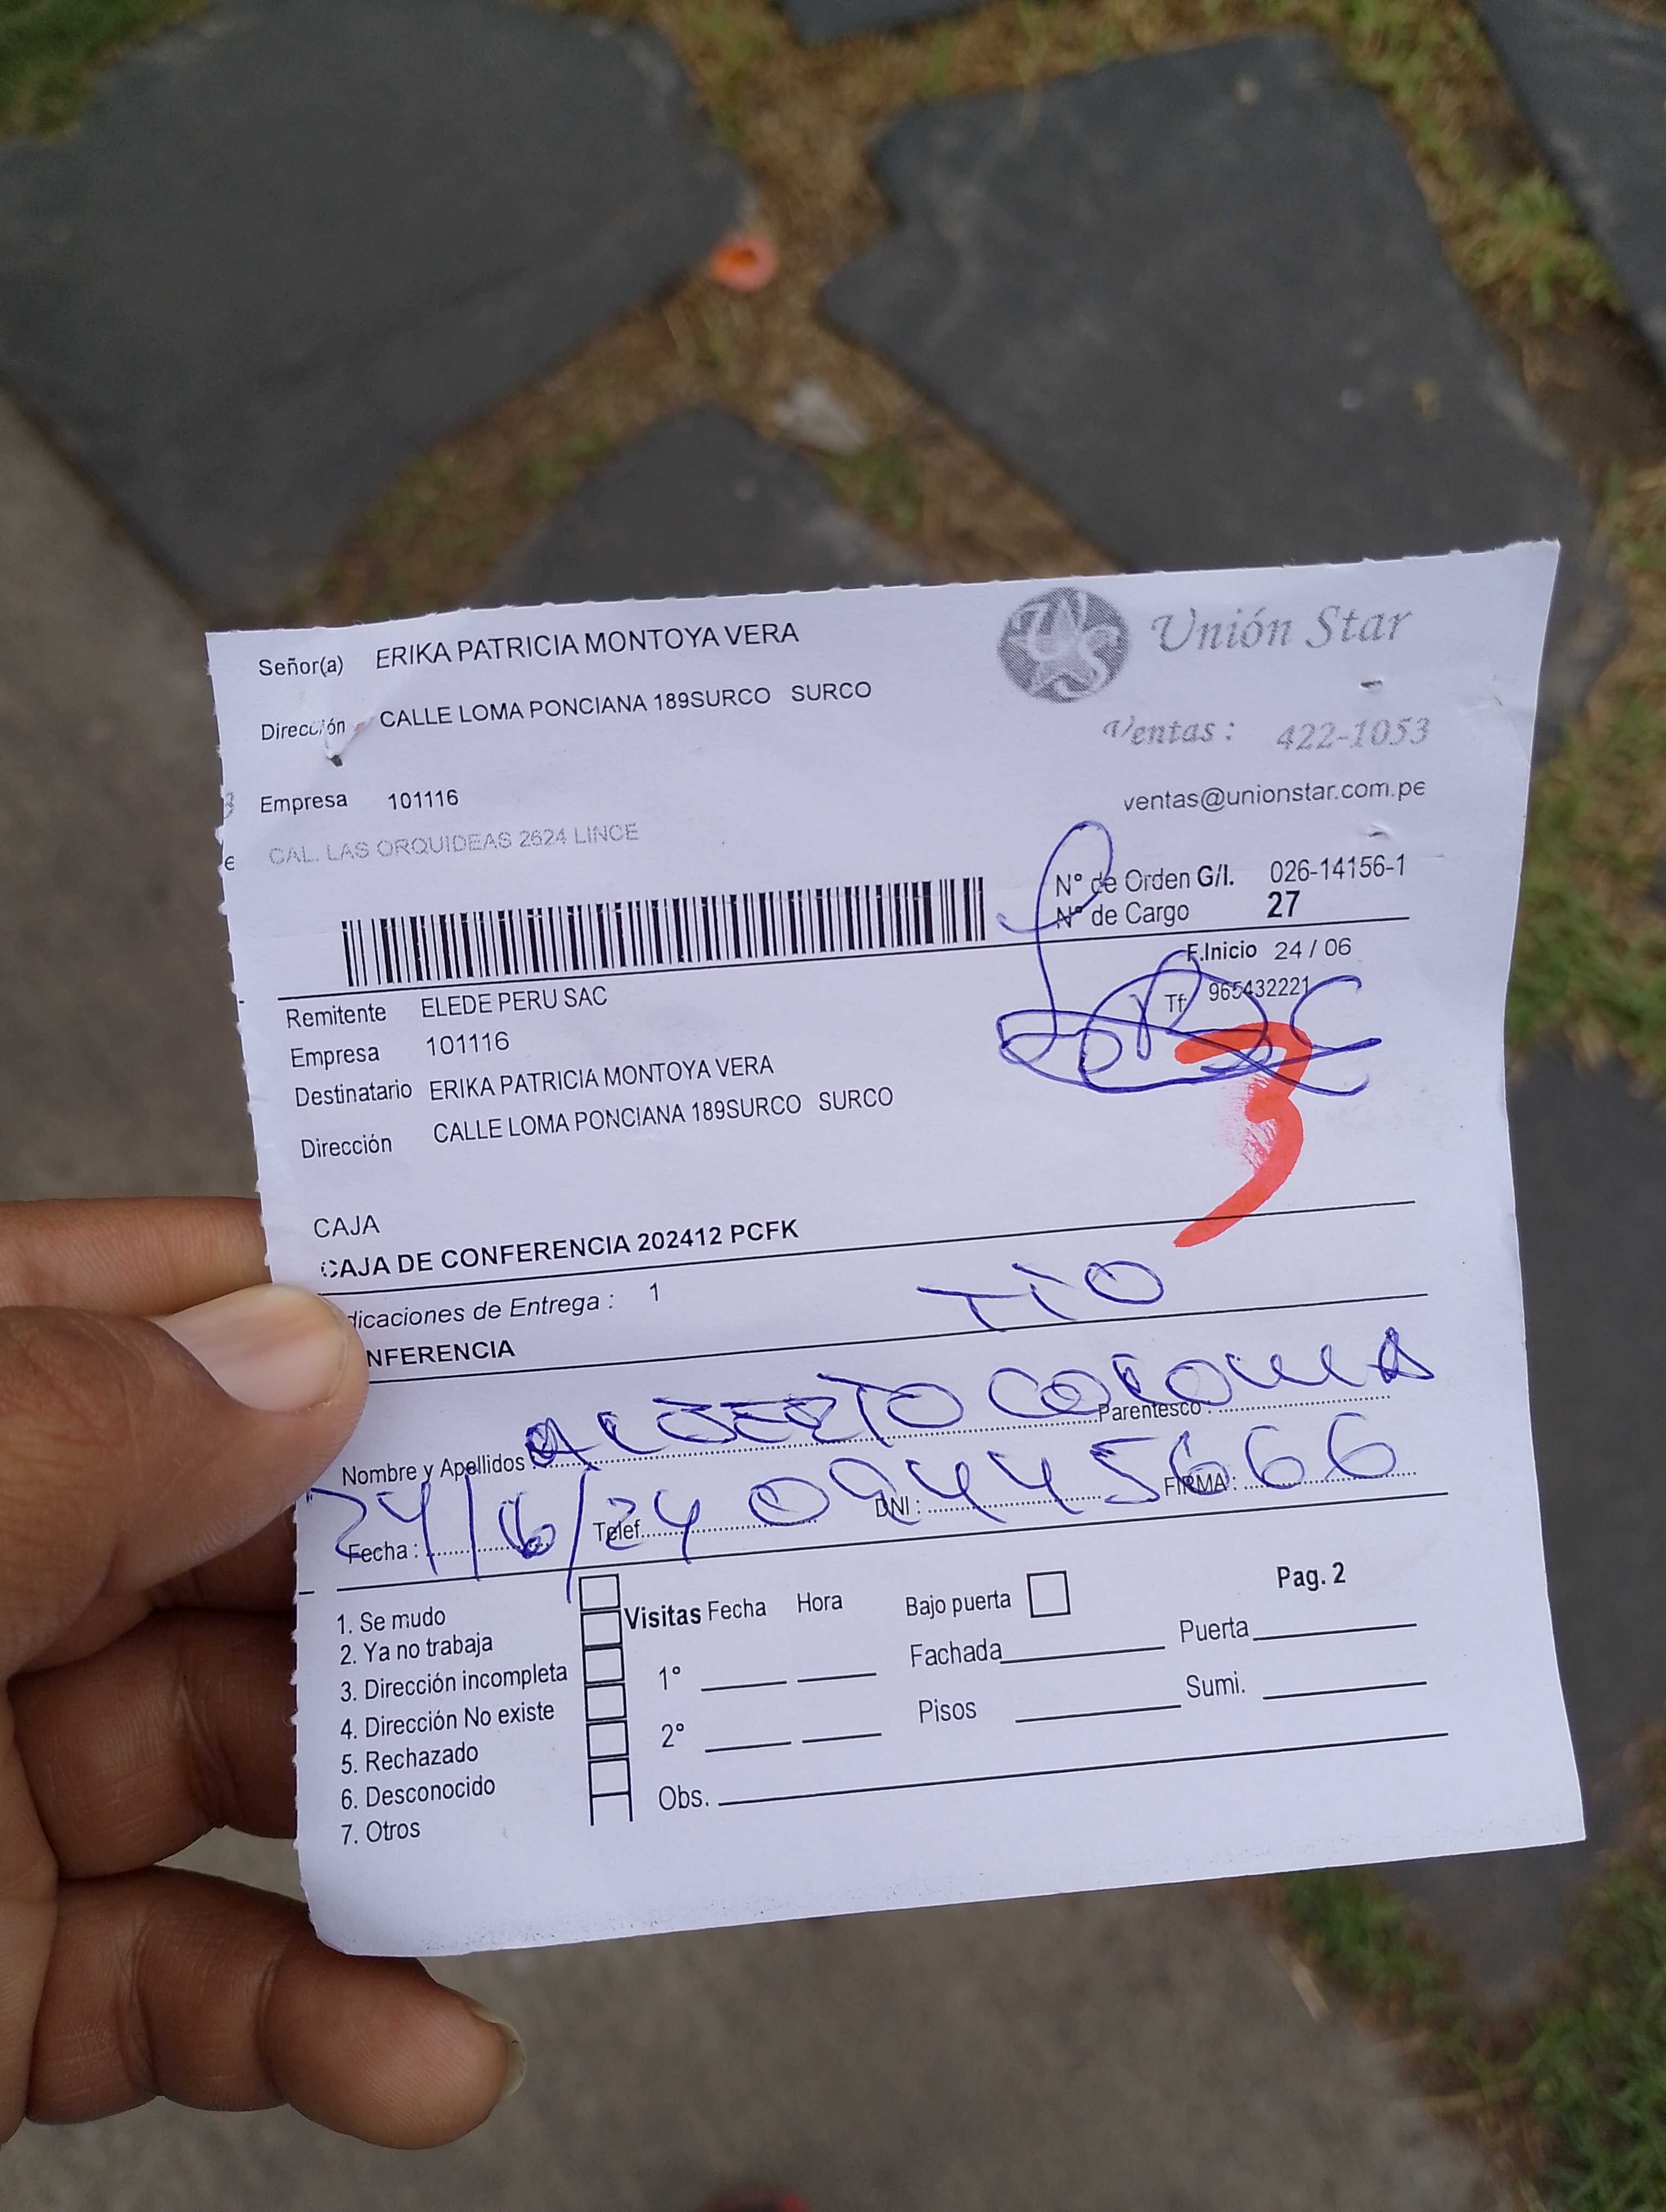 Señor(a) ERIKA PATRICIA MONTOYA VERA
Unión Star
Dirección CALLE LOMA PONCIANA 189SURCO SURCO
Ventas : 422-1053
Empresa 101116
ventas@unionstar.com.pe
CAL. LAS ORQUIDEAS 2624 LINCE
e
N° de Orden G/I. 026-14156-1
N° de Cargo 27
F.Inicio 24 / 06
Remitente ELEDE PERU SAC
Tf: 965432221
Empresa 101116
Destinatario ERIKA PATRICIA MONTOYA VERA
Dirección CALLE LOMA PONCIANA 189SURCO SURCO
3
CAJA
CAJA DE CONFERENCIA 202412 PCFK
dicaciones de Entrega : 1
TIO
NFERENCIA
Nombre y Apellidos : ALBERTO Parentesco :
Fecha : 24/6/24 Telef. DNI : 09445666 FIRMA :
1. Se mudo
2. Ya no trabaja
3. Dirección incompleta
4. Dirección No existe
5. Rechazado
6. Desconocido
7. Otros
Visitas Fecha Hora
1°
2°
Obs.
Bajo puerta
Pag. 2
Fachada Puerta
Pisos Sumi.